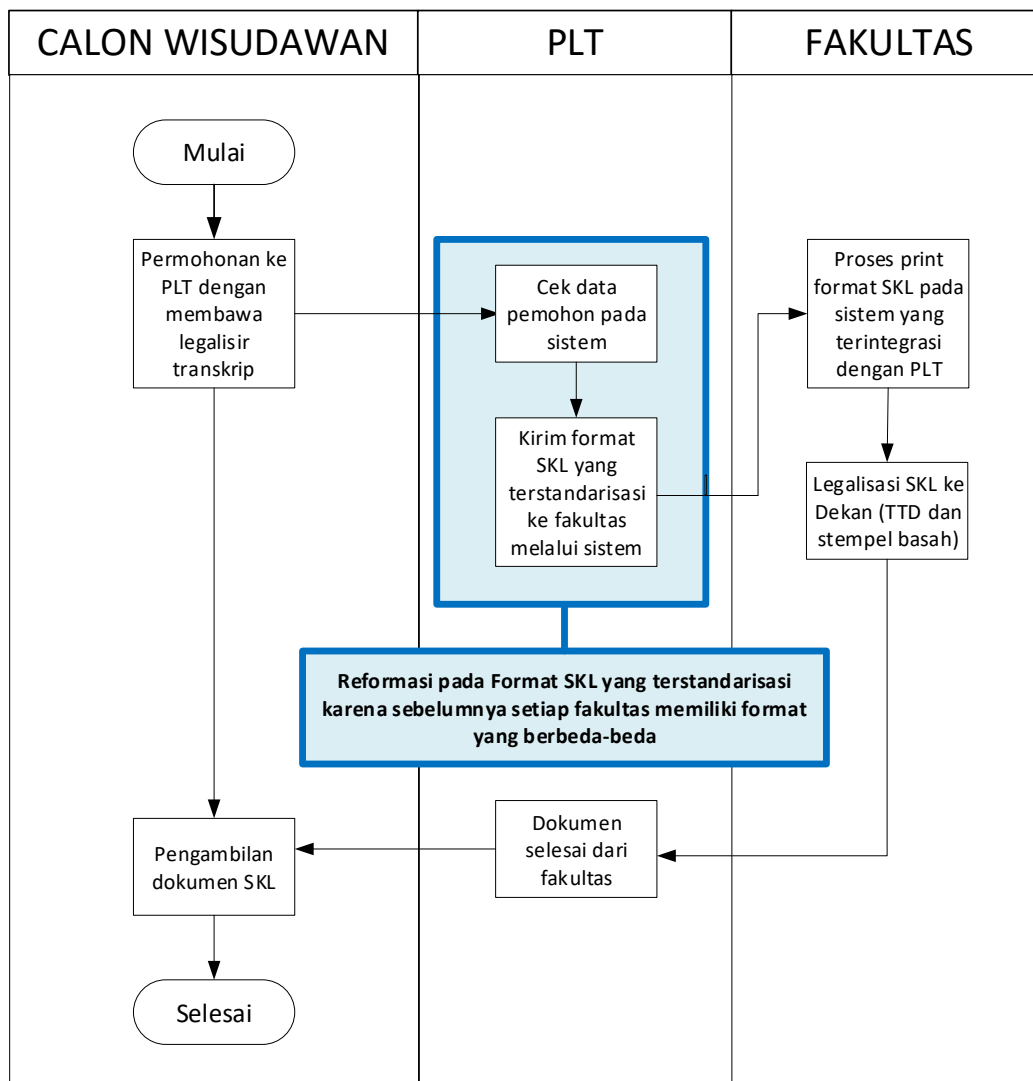 CALON WISUDAWAN
PLT
FAKULTAS
Mulai
Permohonan ke
PLT dengan
membawa
legalisir
transkrip
Cek data
pemohon pada
sistem
Kirim format
SKL yang
terstandarisasi
ke fakultas
melalui sistem
Proses print
format SKL pada
sistem yang
terintegrasi
dengan PLT
Legalisasi SKL ke
Dekan (TTD dan
stempel basah)
Reformasi pada Format SKL yang terstandarisasi
karena sebelumnya setiap fakultas memiliki format
yang berbeda-beda
Dokumen
selesai dari
fakultas
Pengambilan
dokumen SKL
Selesai